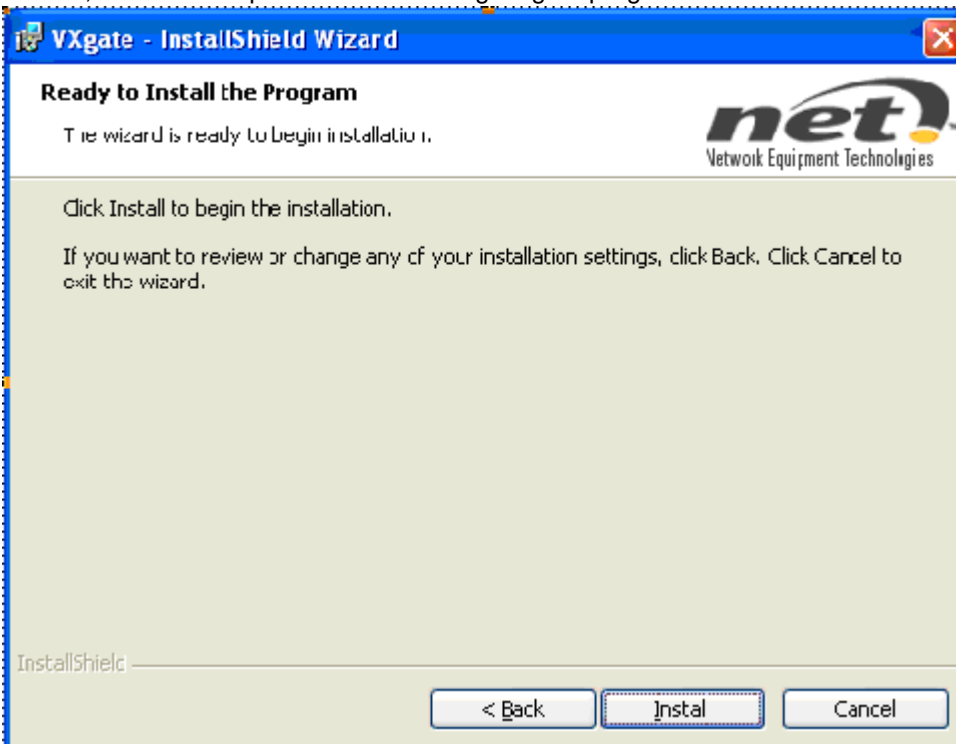 VXgate - InstallShield Wizard
Ready to Install the Program
The wizard is ready to begin installation.
net
Network Equipment Technologies
Click Install to begin the installation.
If you want to review or change any of your installation settings, click Back. Click Cancel to
exit the wizard.
InstallShield
< Back
Install
Cancel